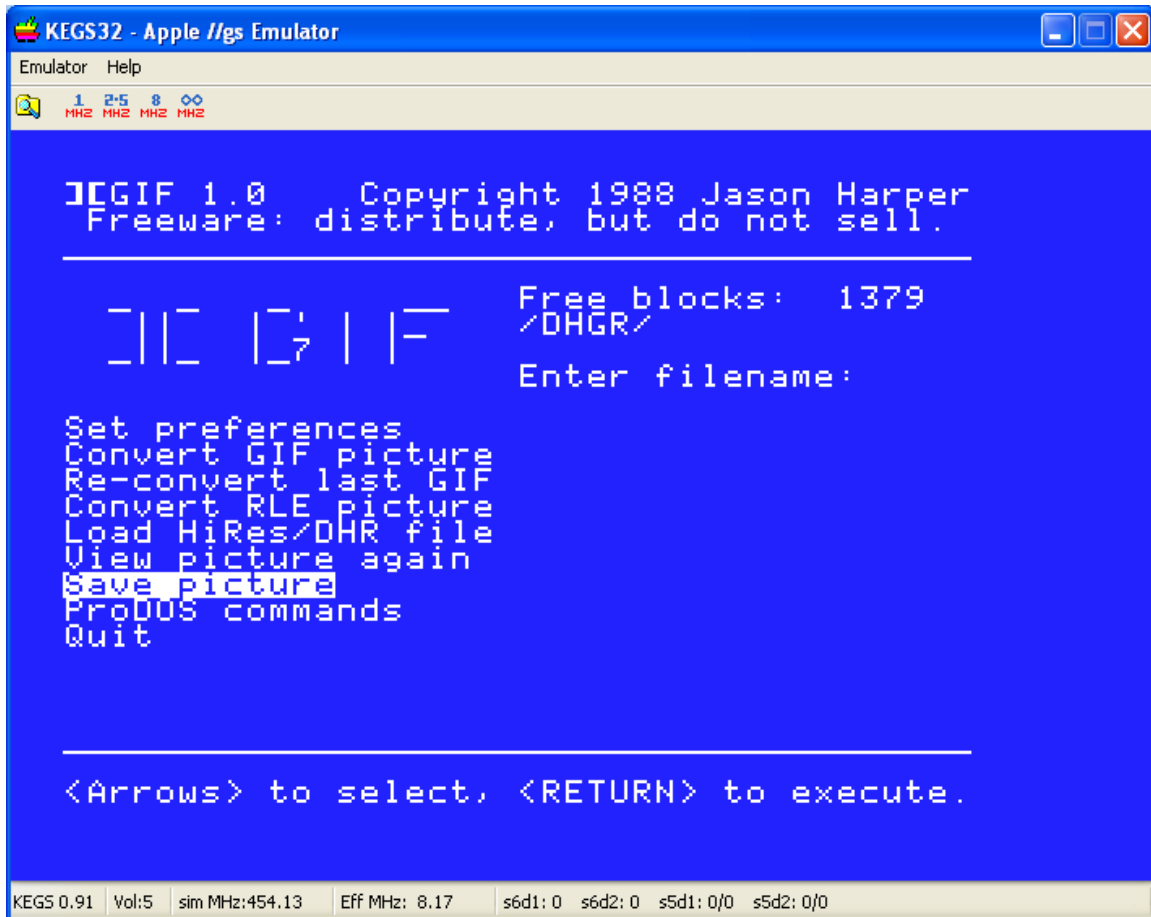 KEGS32 - Apple //gs Emulator
Emulator Help
1 MHZ 2·5 MHZ 8 MHZ ∞ MHZ
][GIF 1.0 Copyright 1988 Jason Harper
Freeware: distribute, but do not sell.
][ GIF
Free blocks: 1379
/DHGR/
Enter filename:
Set preferences
Convert GIF picture
Re-convert last GIF
Convert RLE picture
Load HiRes/DHR file
View picture again
Save picture
ProDOS commands
Quit
<Arrows> to select, <RETURN> to execute.
KEGS 0.91 Vol:5 sim MHz:454.13 Eff MHz: 8.17 s6d1: 0 s6d2: 0 s5d1: 0/0 s5d2: 0/0